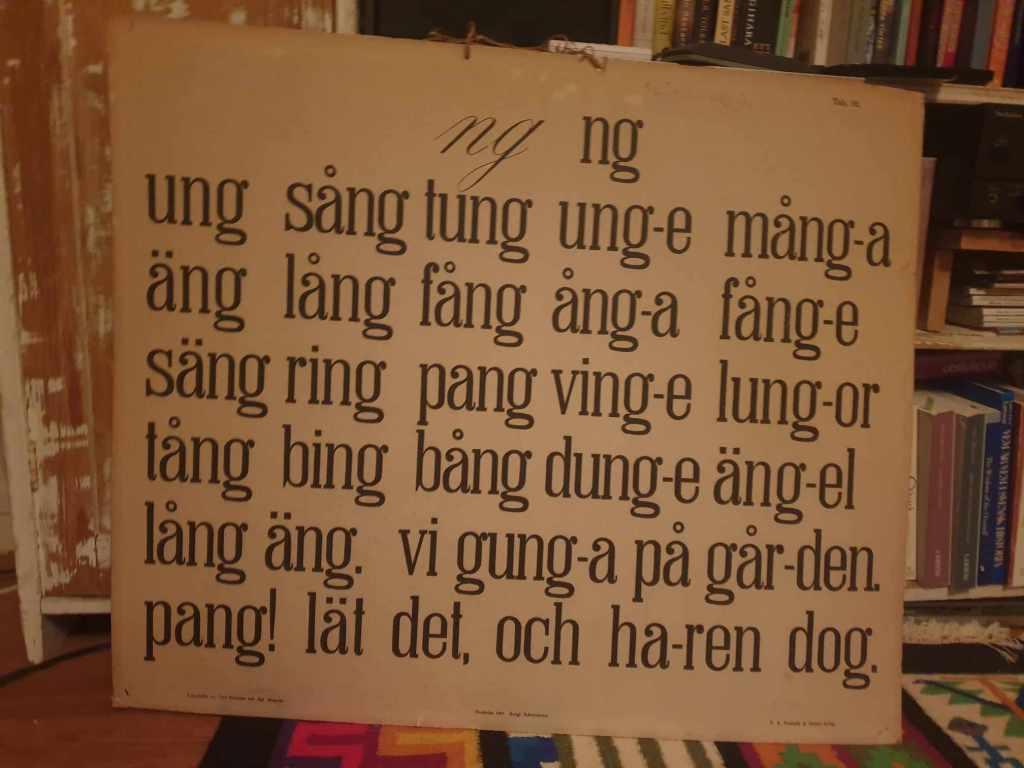 ng ng
ung sång tung ung-e mång-a
äng lång fång ång-a fång-e
säng ring pang ving-e lung-or
tång bing bång dung-e äng-el
lång äng. vi gung-a på går-den.
pang! lät det, och ha-ren dog.